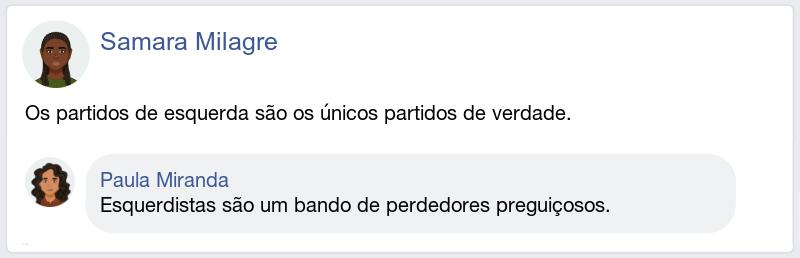 Samara Milagre
Os partidos de esquerda são os únicos partidos de verdade.
Paula Miranda
Esquerdistas são um bando de perdedores preguiçosos.